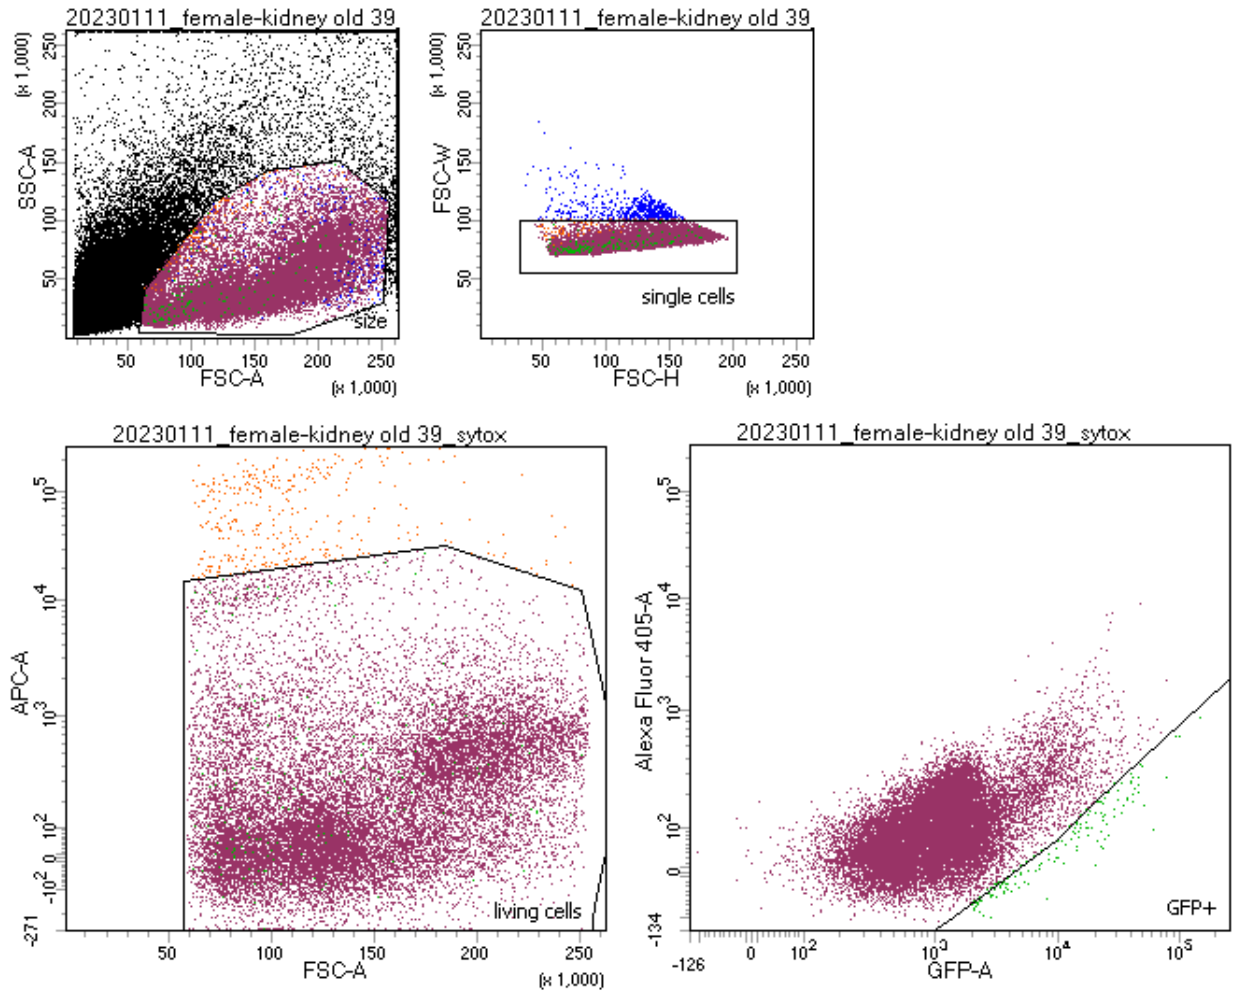 20230111_female-kidney old 39
(x 1,000)
SSC-A
250
200
150
100
50
size
50 100 150 200 250
FSC-A
(x 1,000)
20230111_female-kidney old 39
(x 1,000)
FSC-W
250
200
150
100
50
single cells
50 100 150 200 250
FSC-H
(x 1,000)
20230111_female-kidney old 39_sytox
APC-A
10^5
10^4
10^3
10^2
0
-10^2
-271
living cells
50 100 150 200 250
FSC-A
(x 1,000)
20230111_female-kidney old 39_sytox
Alexa Fluor 405-A
10^5
10^4
10^3
10^2
0
-134
GFP+
-126 0 10^2 10^3 10^4 10^5
GFP-A